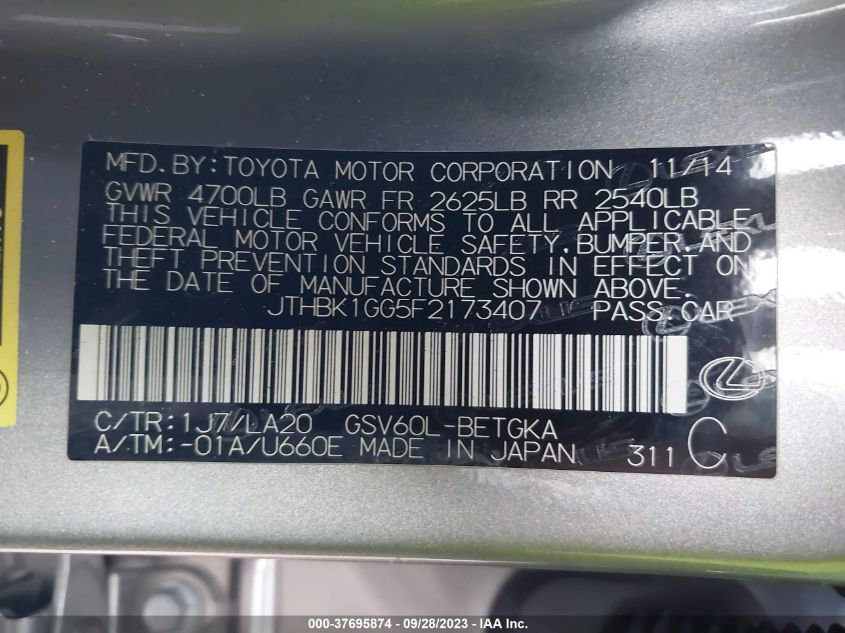 MFD.BY:TOYOTA MOTOR CORPORATION 11/14
GVWR 4700LB GAWR FR 2625LB RR 2540LB
THIS VEHICLE CONFORMS TO ALL APPLICABLE
FEDERAL MOTOR VEHICLE SAFETY,BUMPER,AND
THEFT PREVENTION STANDARDS IN EFFECT ON
THE DATE OF MANUFACTURE SHOWN ABOVE.
JTHBK1GG5F2173407 PASS.CAR
C/TR:1J7/LA20 GSV60L-BETGKA
A/TM:-01A/U660E MADE IN JAPAN 311 C
000-37695874 - 09/28/2023 - IAA Inc.